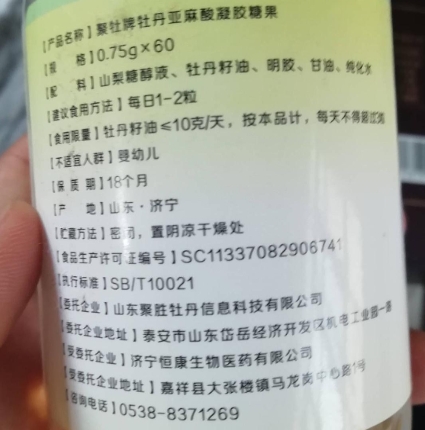 【产品名称】聚牡牌牡丹亚麻酸凝胶糖果
【规 格】0.75g×60
【配 料】山梨糖醇液、牡丹籽油、明胶、甘油、纯化水
【建议食用方法】每日1-2粒
【食用限量】牡丹籽油≤10克/天，按本品计，每天不得超过3粒
【不适宜人群】婴幼儿
【保 质 期】18个月
【产 地】山东·济宁
【贮藏方法】密闭，置阴凉干燥处
【食品生产许可证编号】SC11337082906741
【执行标准】SB/T10021
【委托企业】山东聚胜牡丹信息科技有限公司
【委托企业地址】泰安市山东岱岳经济开发区机电工业园一条
【受委托企业】济宁恒康生物医药有限公司
【受委托企业地址】嘉祥县大张楼镇马龙岗中心路1号
【咨询电话】0538-8371269